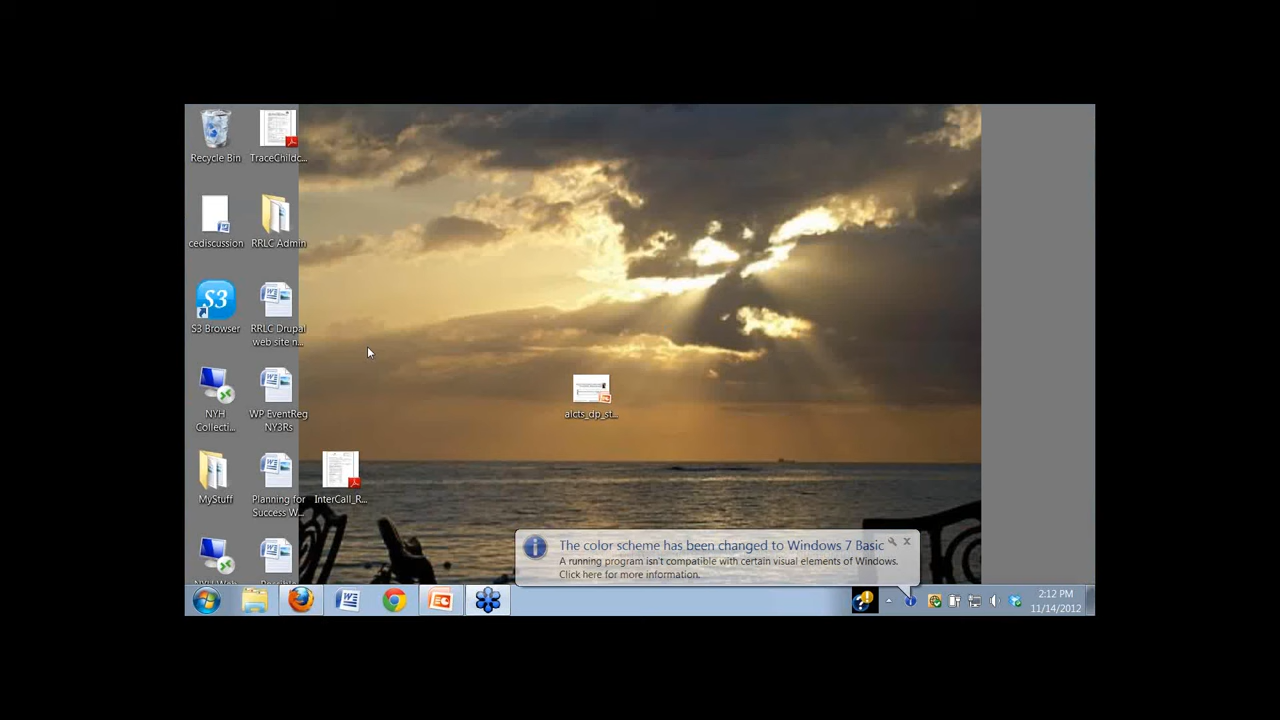 Recycle Bin
TraceChildc...
cediscussion
RRLC Admin
S3
S3 Browser
RRLC Drupal
web site n...
NYH
Collecti...
WP EventReg
NY3Rs
alcts_dp_st...
MyStuff
Planning for
Success W...
InterCall_R...
The color scheme has been changed to Windows 7 Basic
A running program isn't compatible with certain visual elements of Windows.
Click here for more information.
2:12 PM
11/14/2012